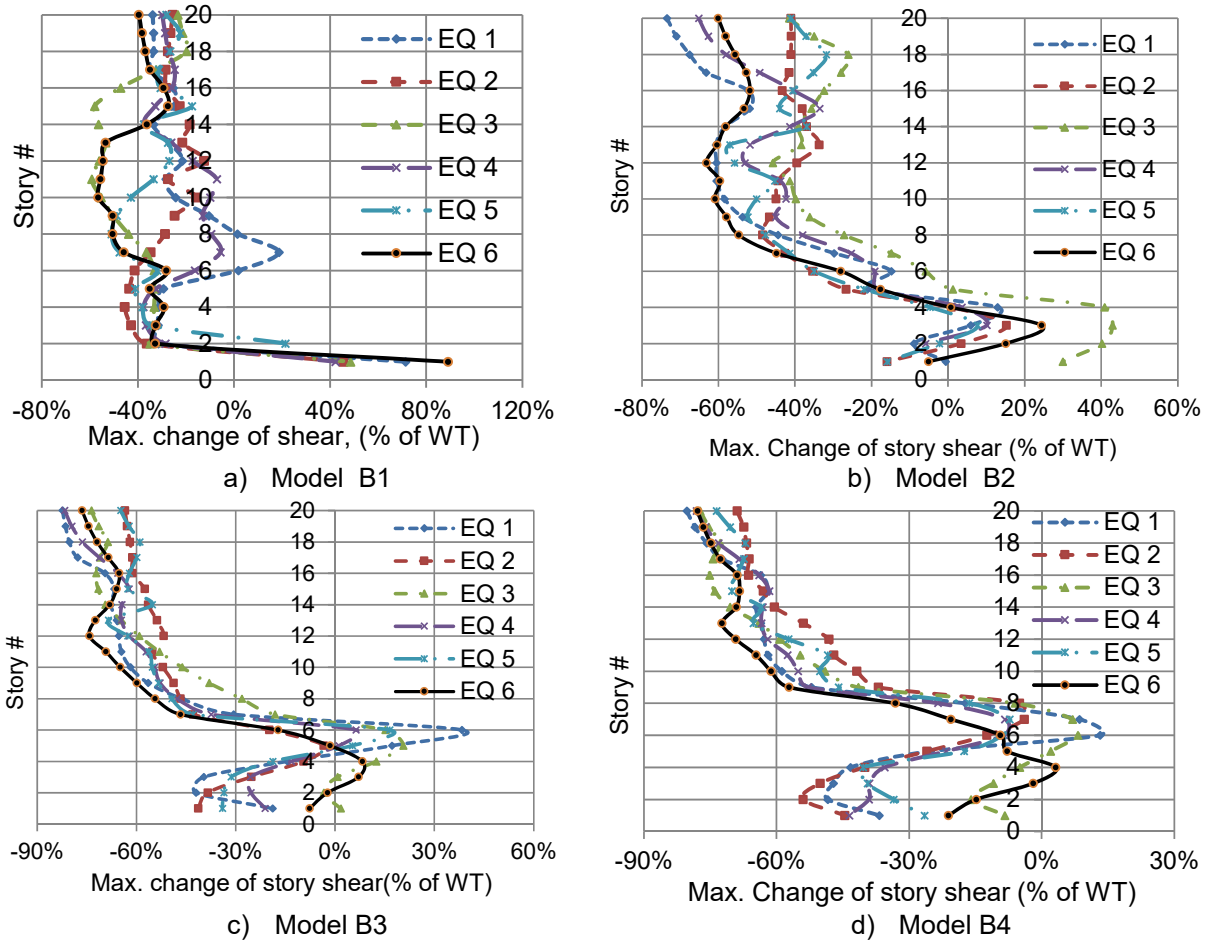 Story #
20
18
16
14
12
10
8
6
4
2
0
EQ 1
EQ 2
EQ 3
EQ 4
EQ 5
EQ 6
-80% -40% 0% 40% 80% 120%
Max. change of shear, (% of WT)
a) Model B1
Story #
20
18
16
14
12
10
8
6
4
2
0
EQ 1
EQ 2
EQ 3
EQ 4
EQ 5
EQ 6
-80% -60% -40% -20% 0% 20% 40% 60%
Max. Change of story shear (% of WT)
b) Model B2
Story #
20
18
16
14
12
10
8
6
4
2
0
EQ 1
EQ 2
EQ 3
EQ 4
EQ 5
EQ 6
-90% -60% -30% 0% 30% 60%
Max. change of story shear(% of WT)
c) Model B3
Story #
20
18
16
14
12
10
8
6
4
2
0
EQ 1
EQ 2
EQ 3
EQ 4
EQ 5
EQ 6
-90% -60% -30% 0% 30%
Max. Change of story shear (% of WT)
d) Model B4